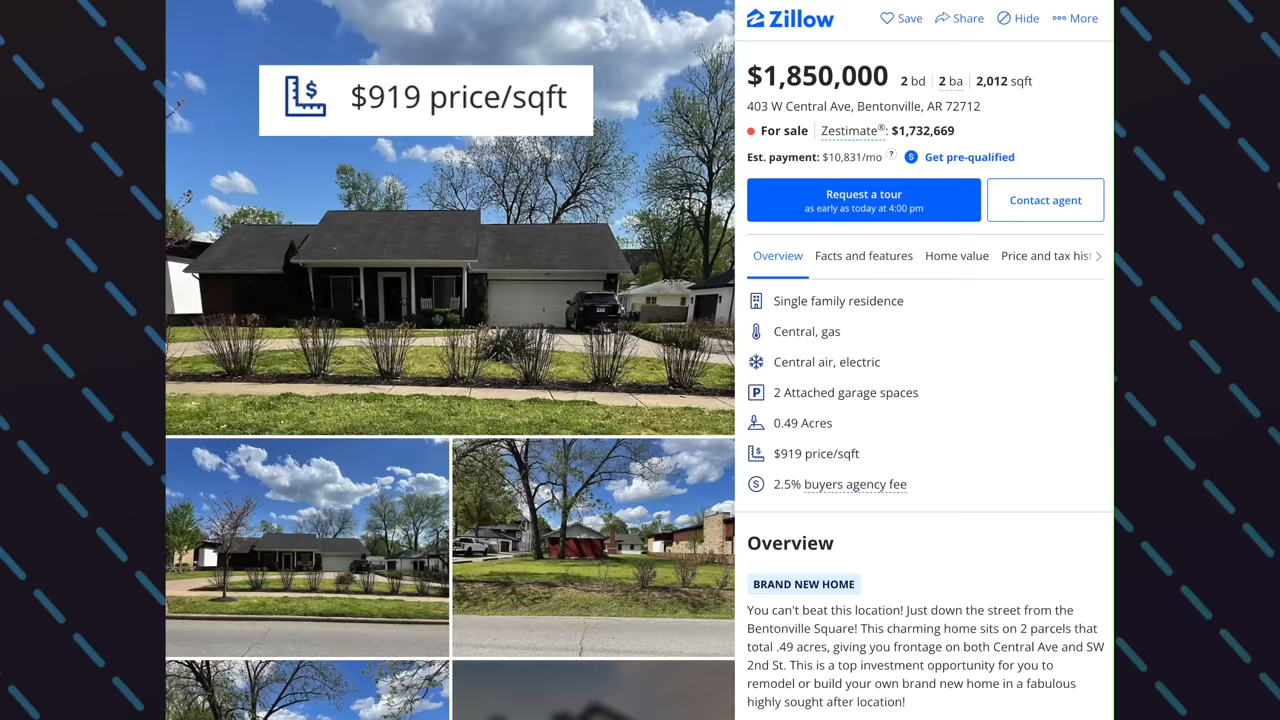 $919 price/sqft
Zillow
Save
Share
Hide
More
$1,850,000
2 bd
2 ba
2,012 sqft
403 W Central Ave, Bentonville, AR 72712
For sale
Zestimate®: $1,732,669
Est. payment: $10,831/mo ?
$ Get pre-qualified
Request a tour
as early as today at 4:00 pm
Contact agent
Overview
Facts and features
Home value
Price and tax hist
Single family residence
Central, gas
Central air, electric
P 2 Attached garage spaces
0.49 Acres
$919 price/sqft
$ 2.5% buyers agency fee
Overview
BRAND NEW HOME
You can't beat this location! Just down the street from the
Bentonville Square! This charming home sits on 2 parcels that
total .49 acres, giving you frontage on both Central Ave and SW
2nd St. This is a top investment opportunity for you to
remodel or build your own brand new home in a fabulous
highly sought after location!